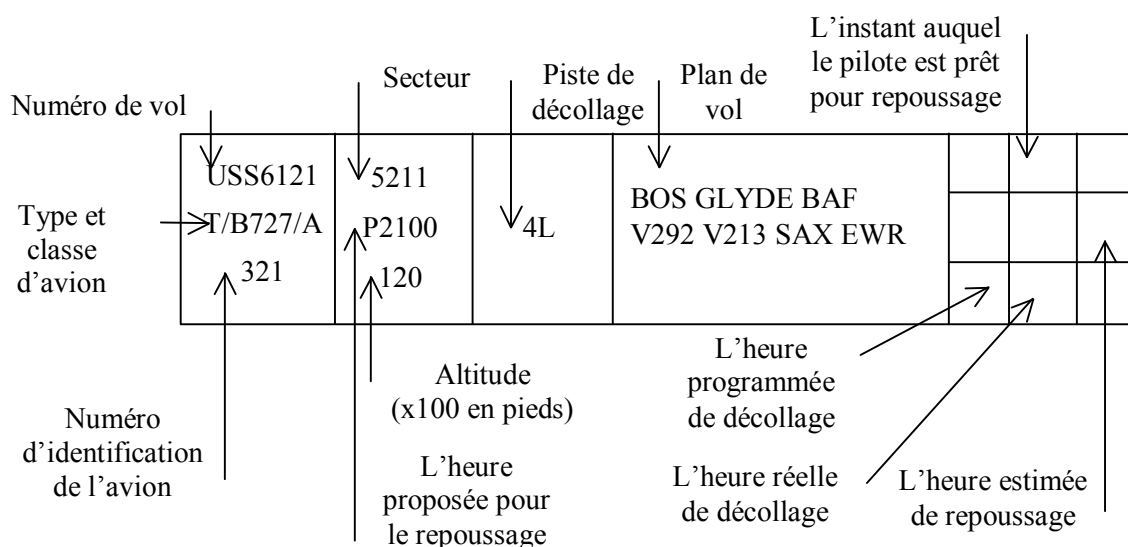 L’instant auquel
le pilote est prêt
pour repoussage
Numéro de vol
Secteur
Piste de
décollage
Plan de
vol
USS6121
T/B727/A
321
5211
P2100
120
4L
BOS GLYDE BAF
V292 V213 SAX EWR
Type et
classe
d’avion
Numéro
d’identification
de l’avion
Altitude
(x100 en pieds)
L’heure
proposée pour
le repoussage
L’heure
programmée
de décollage
L’heure réelle
de décollage
L’heure estimée
de repoussage